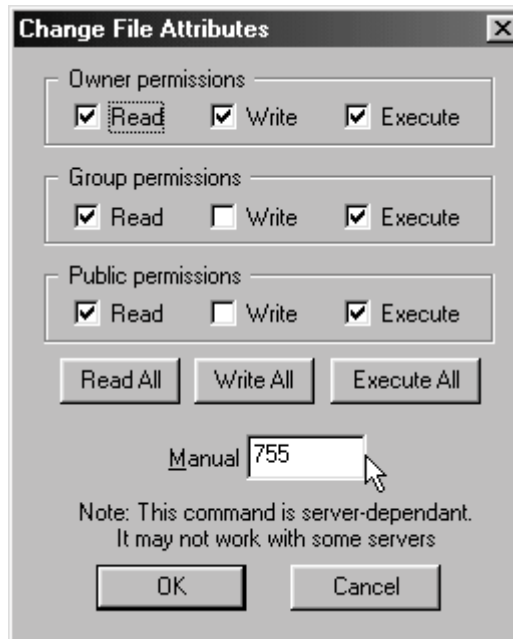 Change File Attributes
Owner permissions
Read Write Execute
Group permissions
Read Write Execute
Public permissions
Read Write Execute
Read All Write All Execute All
Manual 755
Note: This command is server-dependant.
It may not work with some servers
OK Cancel